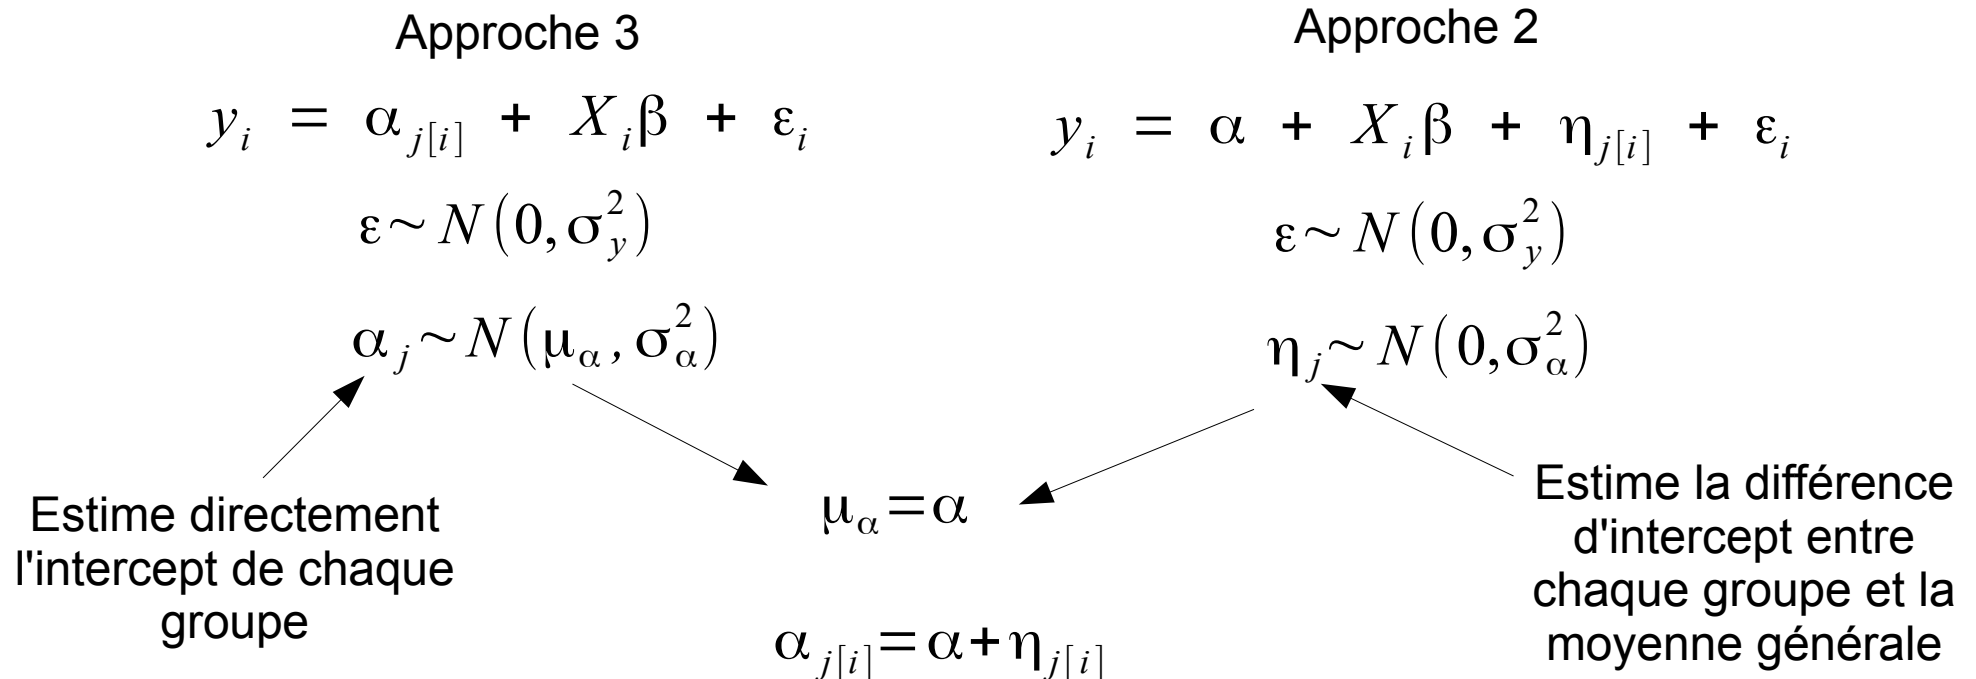 Approche 3
y_i = α_{j[i]} + X_i β + ε_i
ε ~ N(0, σ_y^2)
α_j ~ N(μ_α, σ_α^2)
Estime directement
l'intercept de chaque
groupe
Approche 2
y_i = α + X_i β + η_{j[i]} + ε_i
ε ~ N(0, σ_y^2)
η_j ~ N(0, σ_α^2)
Estime la différence
d'intercept entre
chaque groupe et la
moyenne générale
μ_α = α
α_{j[i]} = α + η_{j[i]}